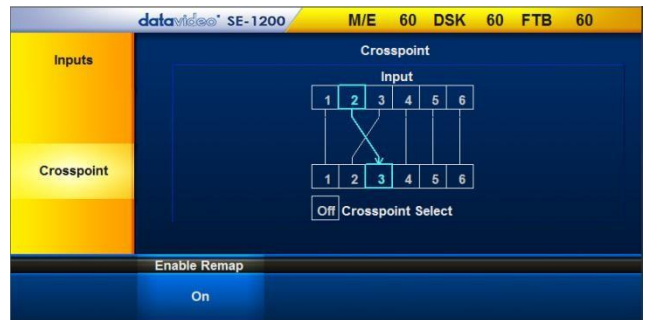 datavideo® SE-1200 M/E 60 DSK 60 FTB 60
Inputs
Crosspoint
Input
1 2 3 4 5 6
Crosspoint
1 2 3 4 5 6
Off Crosspoint Select
Enable Remap
On